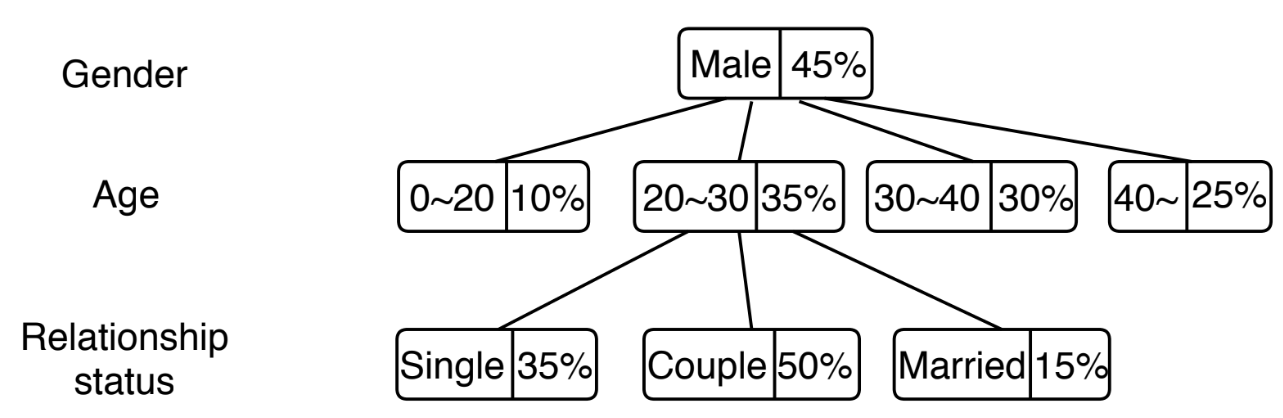 Gender
Male 45%
Age
0~20 10%
20~30 35%
30~40 30%
40~ 25%
Relationship
status
Single 35%
Couple 50%
Married 15%